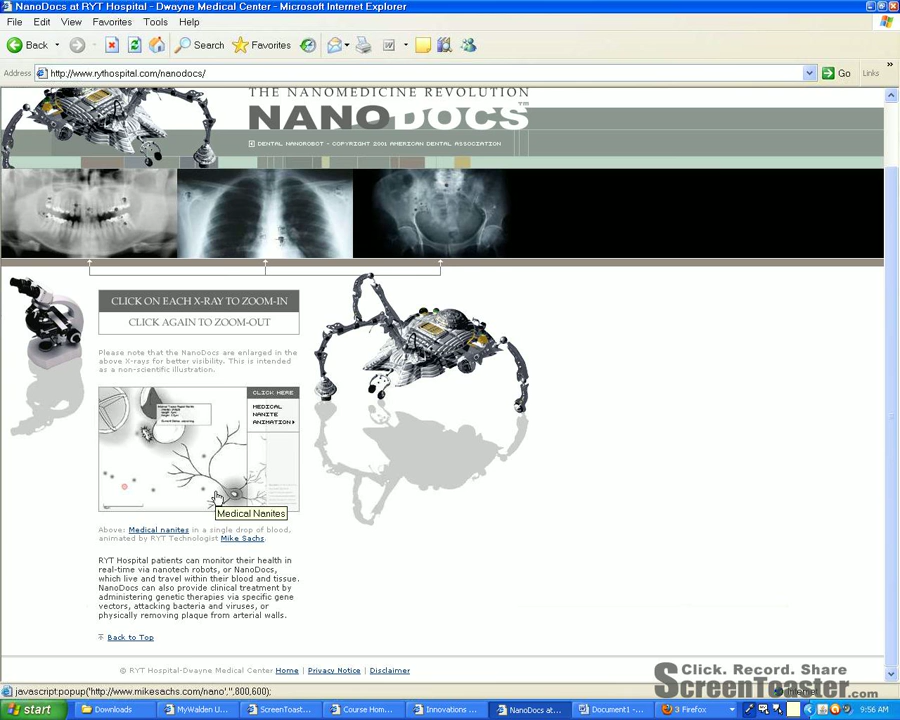 NanoDocs at RYT Hospital - Dwayne Medical Center - Microsoft Internet Explorer
File Edit View Favorites Tools Help
Back Search Favorites
Address http://www.rythospital.com/nanodocs/ Go Links »
THE NANOMEDICINE REVOLUTION
NANODOCS™
DENTAL NANOROBOT - COPYRIGHT 2001 AMERICAN DENTAL ASSOCIATION
CLICK ON EACH X-RAY TO ZOOM-IN
CLICK AGAIN TO ZOOM-OUT
Please note that the NanoDocs are enlarged in the
above X-rays for better visibility. This is intended
as a non-scientific illustration.
CLICK HERE
MEDICAL
NANITE
ANIMATION
Medical Nanites
Above: Medical nanites in a single drop of blood,
animated by RYT Technologist Mike Sachs.
RYT Hospital patients can monitor their health in
real-time via nanotech robots, or NanoDocs,
which live and travel within their blood and tissue.
NanoDocs can also provide clinical treatment by
administering genetic therapies via specific gene
vectors, attacking bacteria and viruses, or
physically removing plaque from arterial walls.
Back to Top
© RYT Hospital-Dwayne Medical Center Home | Privacy Notice | Disclaimer
Click. Record. Share
ScreenToaster.com
javascript:popup('http://www.mikesachs.com/nano','',800,600); Internet
start Downloads MyWalden U... ScreenToast... Course Hom... Innovations ... NanoDocs at... Document1 - ... 3 Firefox 9:56 AM